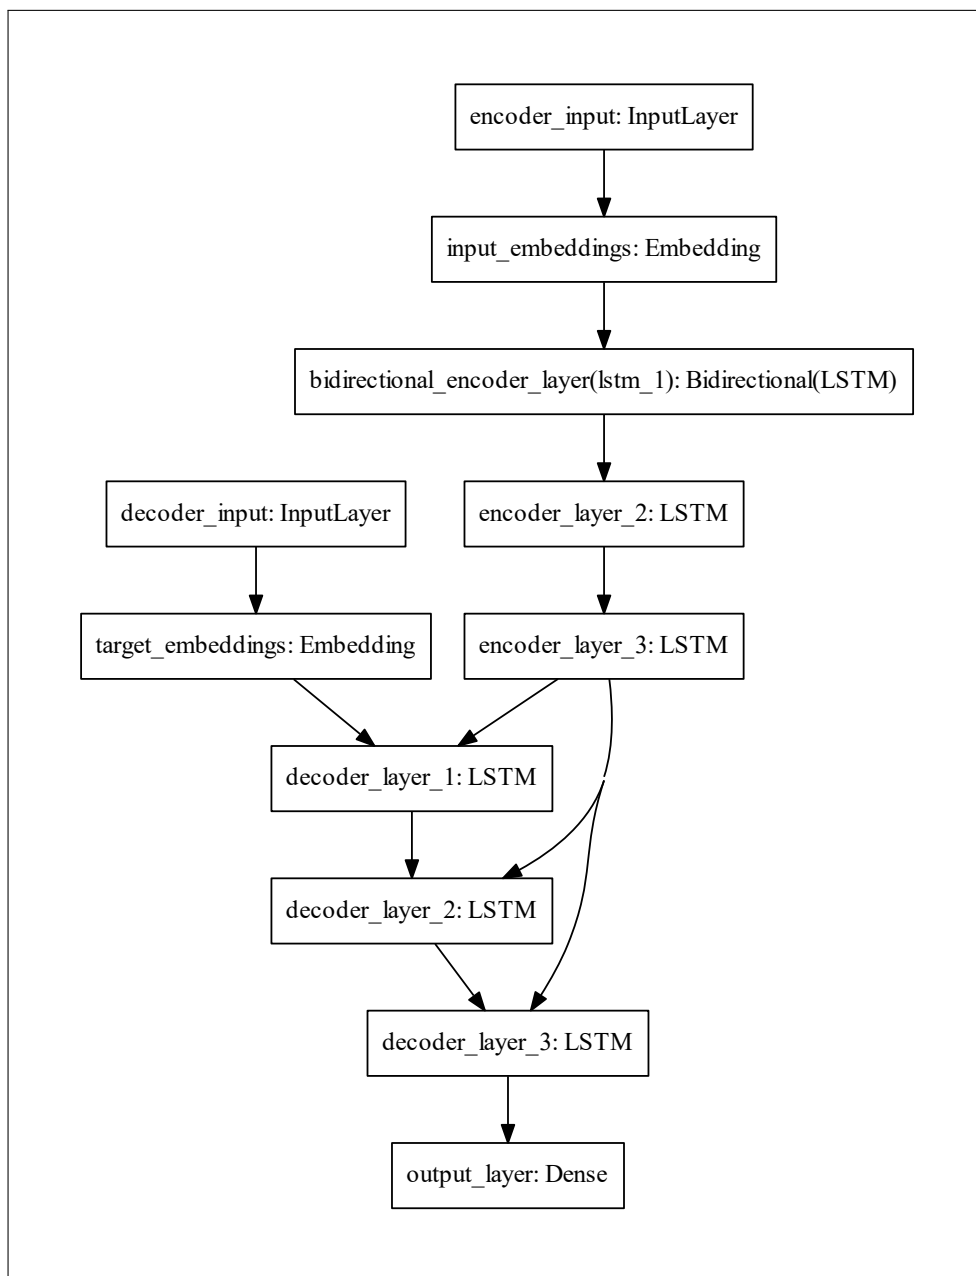 encoder_input: InputLayer
input_embeddings: Embedding
bidirectional_encoder_layer(lstm_1): Bidirectional(LSTM)
decoder_input: InputLayer
encoder_layer_2: LSTM
target_embeddings: Embedding
encoder_layer_3: LSTM
decoder_layer_1: LSTM
decoder_layer_2: LSTM
decoder_layer_3: LSTM
output_layer: Dense